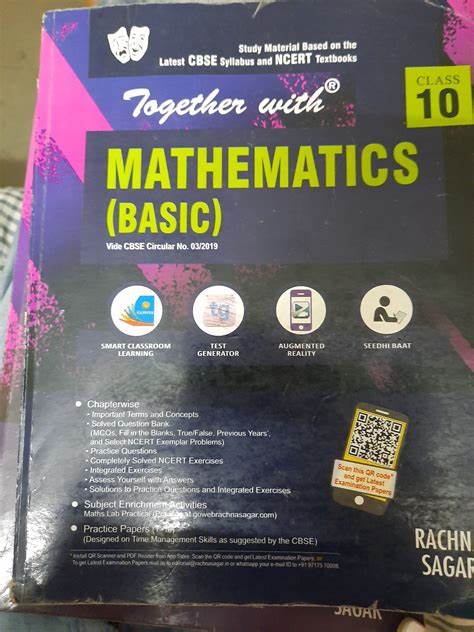 Study Material Based on the
Latest CBSE Syllabus and NCERT Textbooks
Together with®
CLASS
10
MATHEMATICS
(BASIC)
Vide CBSE Circular No. 03/2019
SMART CLASSROOM
LEARNING
TEST
GENERATOR
AUGMENTED
REALITY
SEEDHI BAAT
• Chapterwise
• Important Terms and Concepts
• Solved Question Bank
(MCQs, Fill in the Blanks, True/False, Previous Years',
and Select NCERT Exemplar Problems)
• Practice Questions
• Completely Solved NCERT Exercises
• Integrated Exercises
• Assess Yourself with Answers
• Solutions to Practice Questions and Integrated Exercises
• Subject Enrichment Activities
Maths Lab Practical at gowebrachnasagar.com)
• Practice Papers
(Designed on Time Management Skills as suggested by the CBSE)
Scan this QR code*
and get Latest
Examination Papers
* Install QR Scanner and PDF Reader from App Store. Scan the QR code and get Latest Examination Papers, or
To get Latest Examination Papers mail us to editorial@rachnasagar.in or whatsapp your e-mail ID to
RACHN
SAGAR
SAGAR